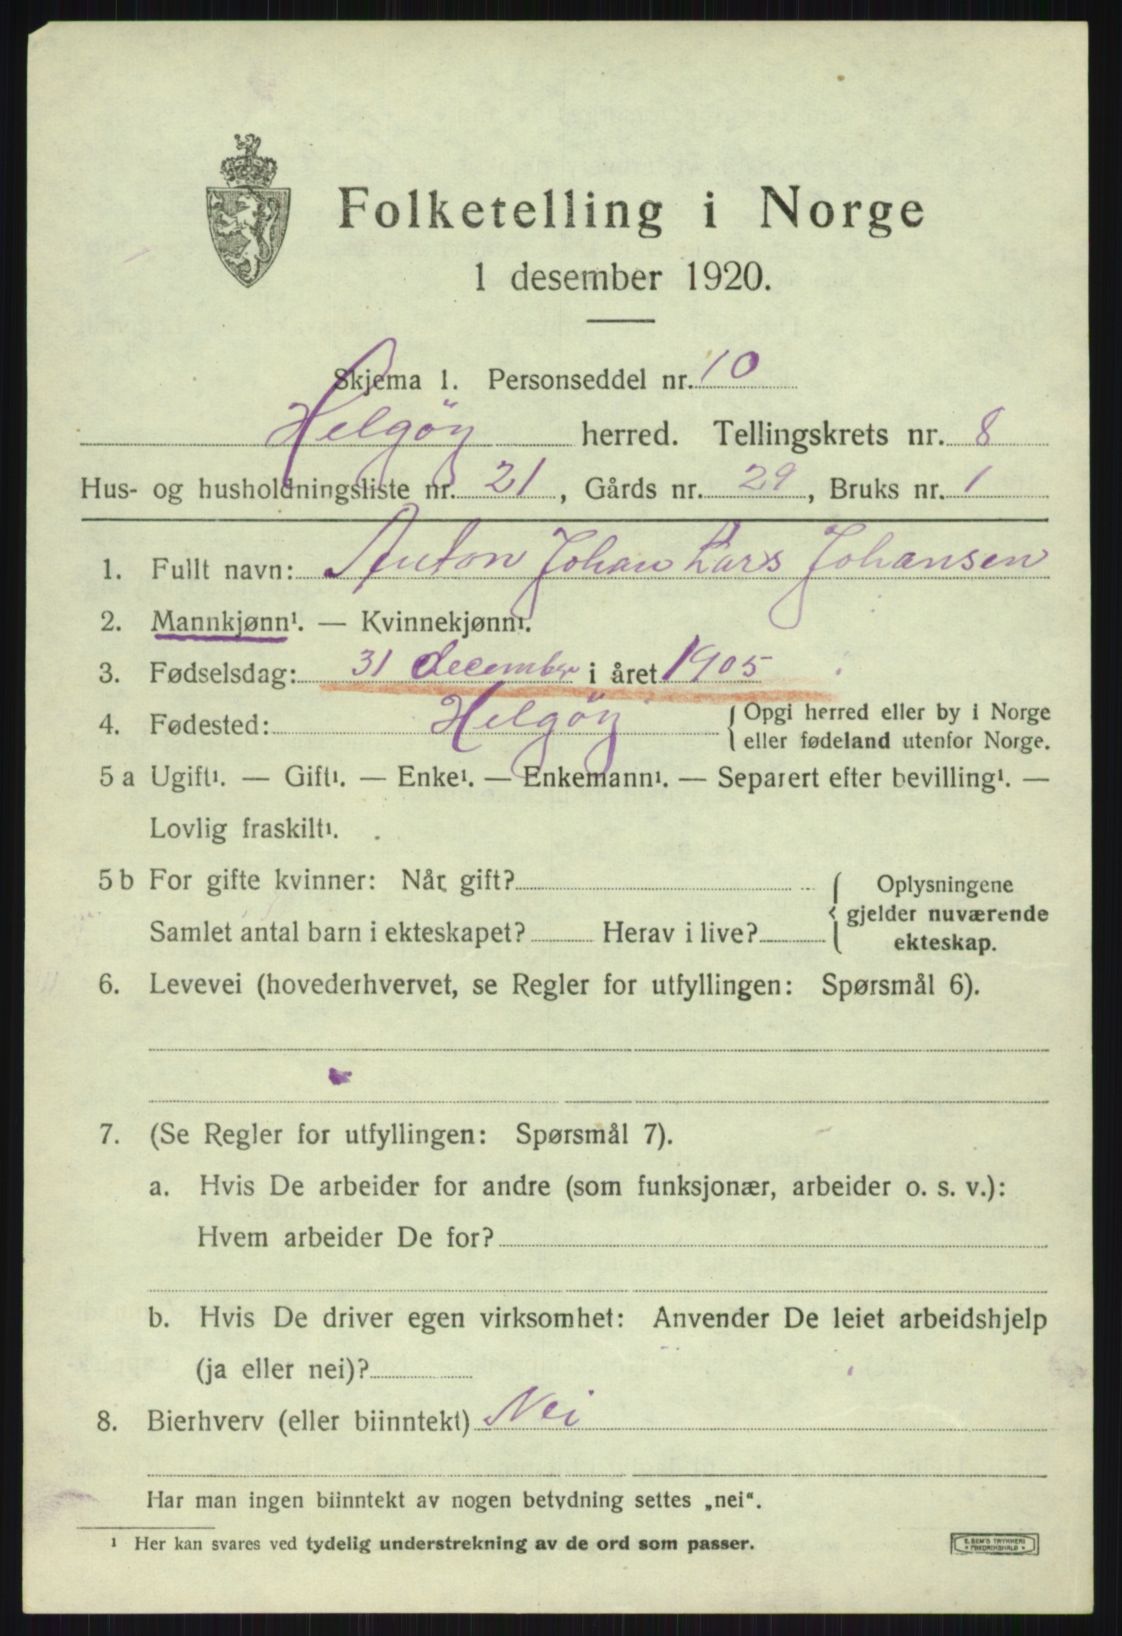 Folketelling i Norge
1 desember 1920.
Skjema 1. Personseddel nr. 10
Helgøy herred. Tellingskrets nr. 8
Hus- og husholdningsliste nr. 21, Gårds nr. 29, Bruks nr. 1
1. Fullt navn: Anton Johan Lars Johansen
2. Mannkjønn¹. — Kvinnekjønn¹.
3. Fødselsdag: 31 december i året 1905
4. Fødested: Helgøy { Opgi herred eller by i Norge
eller fødeland utenfor Norge.
5 a Ugift¹. — Gift¹. — Enke¹. — Enkemann¹. — Separert efter bevilling¹. —
Lovlig fraskilt¹.
5 b For gifte kvinner: Når gift? { Oplysningene
gjelder nuværende
Samlet antal barn i ekteskapet? Herav i live? ekteskap.
6. Levevei (hovederhvervet, se Regler for utfyllingen: Spørsmål 6).
7. (Se Regler for utfyllingen: Spørsmål 7).
a. Hvis De arbeider for andre (som funksjonær, arbeider o. s. v.):
Hvem arbeider De for?
b. Hvis De driver egen virksomhet: Anvender De leiet arbeidshjelp
(ja eller nei)?
8. Bierhverv (eller biinntekt) Nei
Har man ingen biinntekt av nogen betydning settes „nei“.
¹ Her kan svares ved tydelig understrekning av de ord som passer.
E. SEM'S TRYKKERI
FREDRIKSHALD